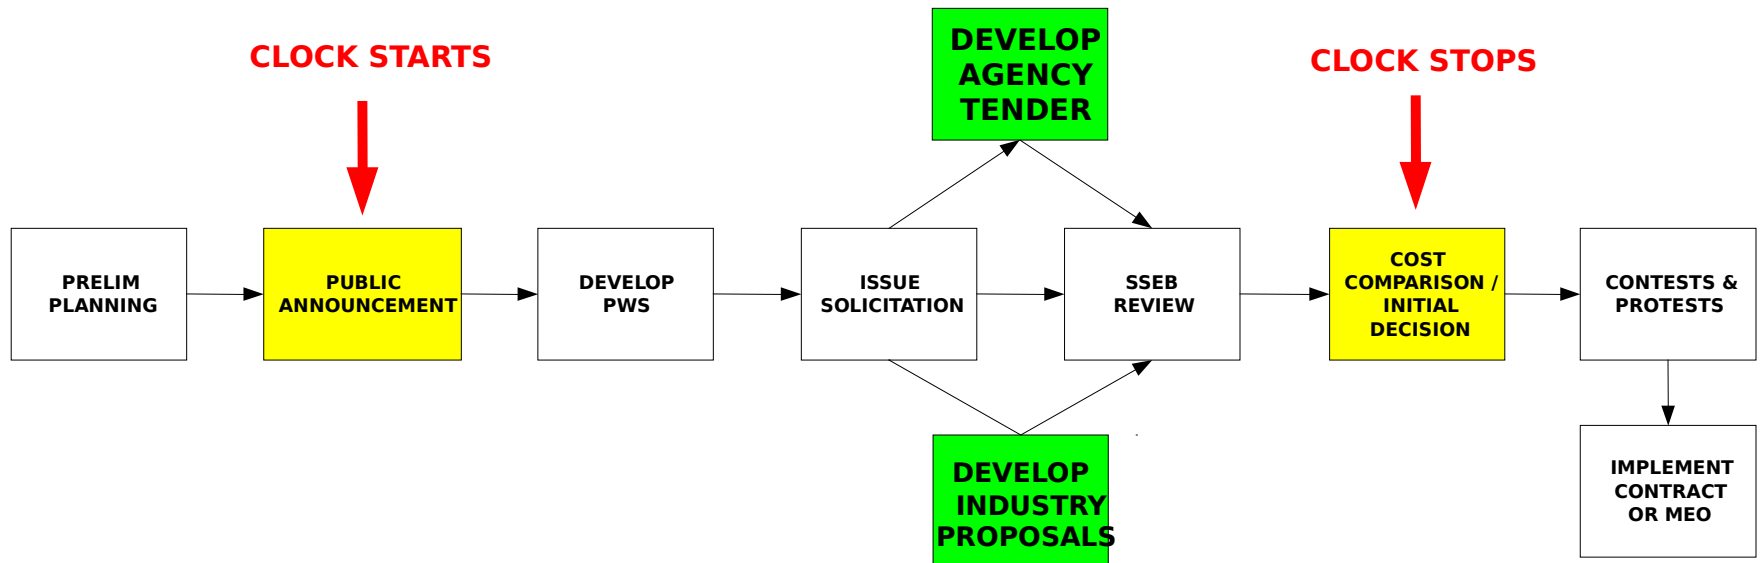 CLOCK STARTS
DEVELOP
AGENCY
TENDER
CLOCK STOPS
PRELIM
PLANNING
PUBLIC
ANNOUNCEMENT
DEVELOP
PWS
ISSUE
SOLICITATION
SSEB
REVIEW
COST
COMPARISON /
INITIAL
DECISION
CONTESTS &
PROTESTS
DEVELOP
INDUSTRY
PROPOSALS
IMPLEMENT
CONTRACT
OR MEO